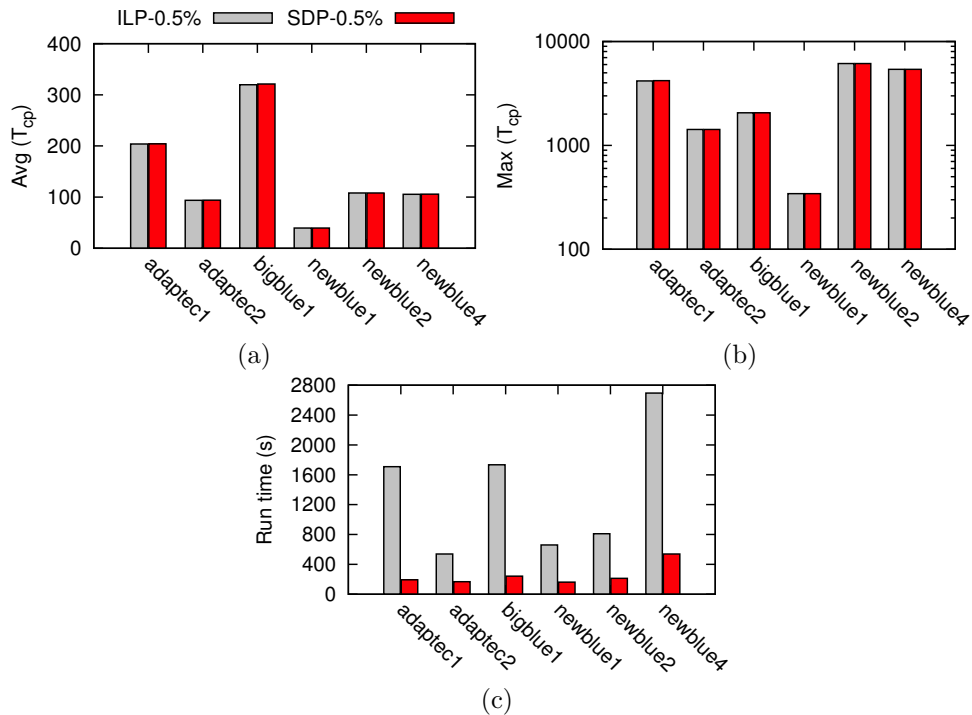 ILP-0.5% SDP-0.5%
400
300
200
100
0
Avg (Tcp)
adaptec1
adaptec2
bigblue1
newblue1
newblue2
newblue4
(a)
10000
1000
100
Max (Tcp)
adaptec1
adaptec2
bigblue1
newblue1
newblue2
newblue4
(b)
2800
2400
2000
1600
1200
800
400
0
Run time (s)
adaptec1
adaptec2
bigblue1
newblue1
newblue2
newblue4
(c)